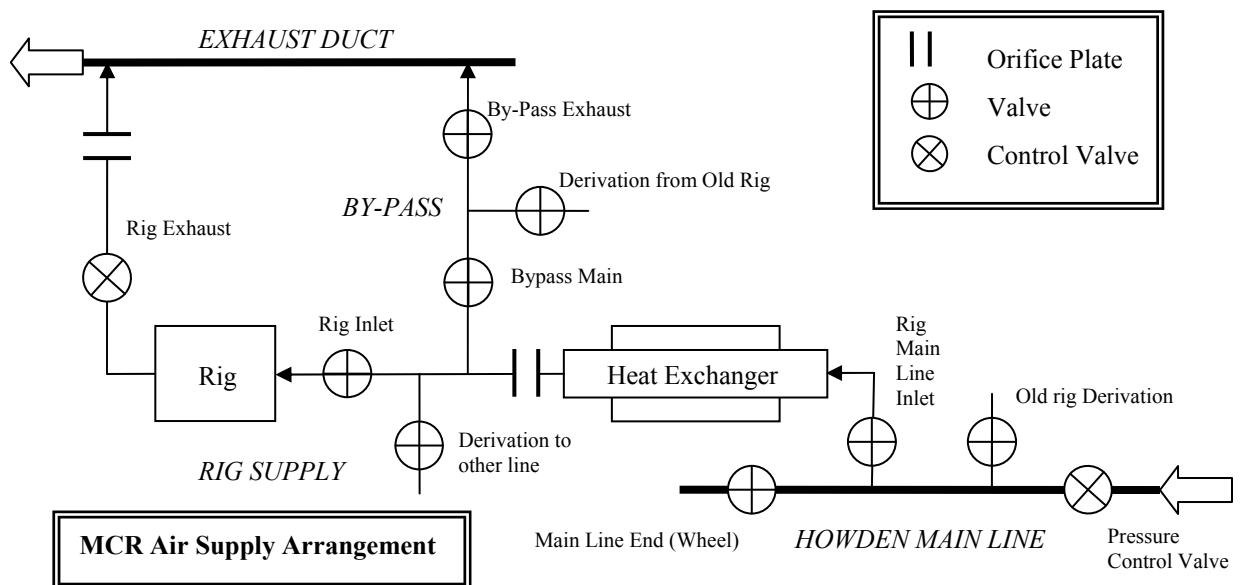 EXHAUST DUCT
Orifice Plate
Valve
Control Valve
By-Pass Exhaust
Derivation from Old Rig
BY-PASS
Rig Exhaust
Bypass Main
Rig Inlet
Rig
Main
Line
Inlet
Rig
Heat Exchanger
Old rig Derivation
Derivation to
other line
RIG SUPPLY
MCR Air Supply Arrangement
Main Line End (Wheel)
HOWDEN MAIN LINE
Pressure
Control Valve